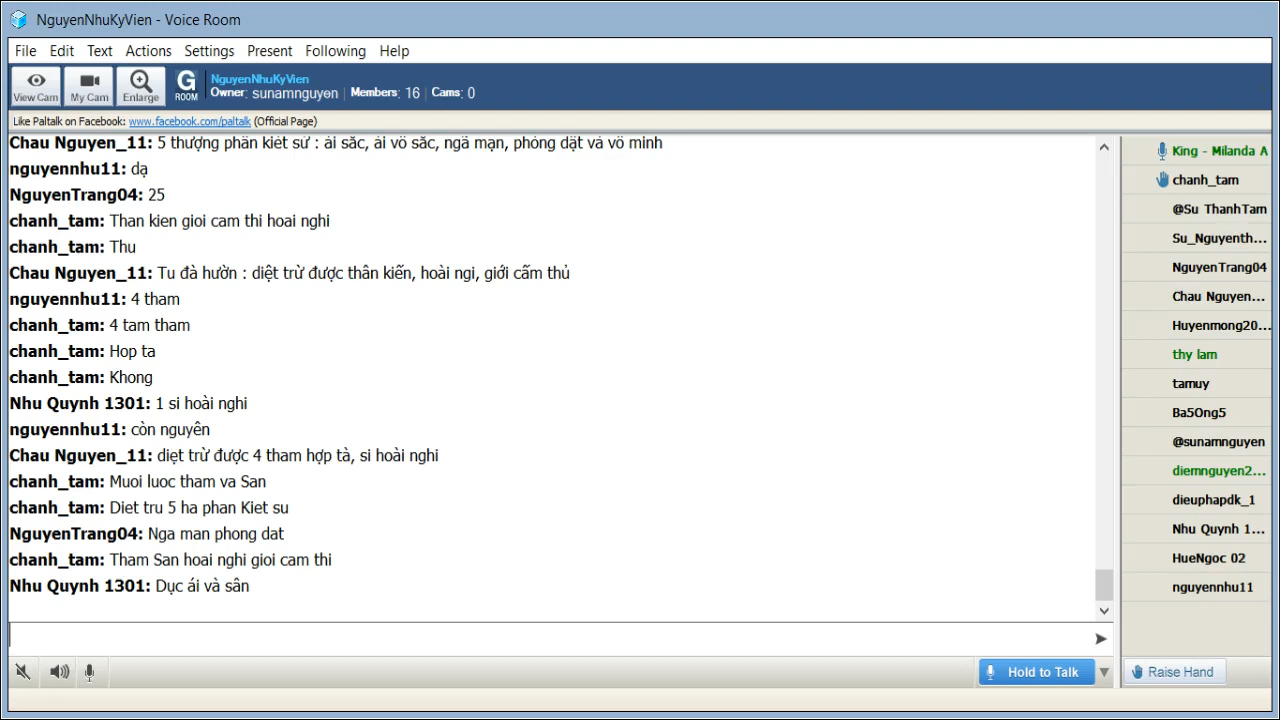 NguyenNhuKyVien - Voice Room
File Edit Text Actions Settings Present Following Help
View Cam My Cam Enlarge G ROOM NguyenNhuKyVien
Owner: sunamnguyen | Members: 16 | Cams: 0
Like Paltalk on Facebook: www.facebook.com/paltalk (Official Page)
Chau Nguyen_11: 5 thượng phần kiết sử : ái sắc, ái vô sắc, ngã mạn, phóng dật và vô minh
nguyennhu11: dạ
NguyenTrang04: 25
chanh_tam: Than kien gioi cam thi hoai nghi
chanh_tam: Thu
Chau Nguyen_11: Tu đà hườn : diệt trừ được thân kiến, hoài ngi, giới cấm thủ
nguyennhu11: 4 tham
chanh_tam: 4 tam tham
chanh_tam: Hop ta
chanh_tam: Khong
Nhu Quynh 1301: 1 si hoài nghi
nguyennhu11: còn nguyên
Chau Nguyen_11: diẹt trừ được 4 tham hợp tà, si hoài nghi
chanh_tam: Muoi luoc tham va San
chanh_tam: Diet tru 5 ha phan Kiet su
NguyenTrang04: Nga man phong dat
chanh_tam: Tham San hoai nghi gioi cam thi
Nhu Quynh 1301: Dục ái và sân
King - Milanda A
chanh_tam
@Su ThanhTam
Su_Nguyenth...
NguyenTrang04
Chau Nguyen...
Huyenmong20...
thy lam
tamuy
Ba5Ong5
@sunamnguyen
diemnguyen2...
dieuphapdk_1
Nhu Quynh 1...
HueNgoc 02
nguyennhu11
Hold to Talk
Raise Hand